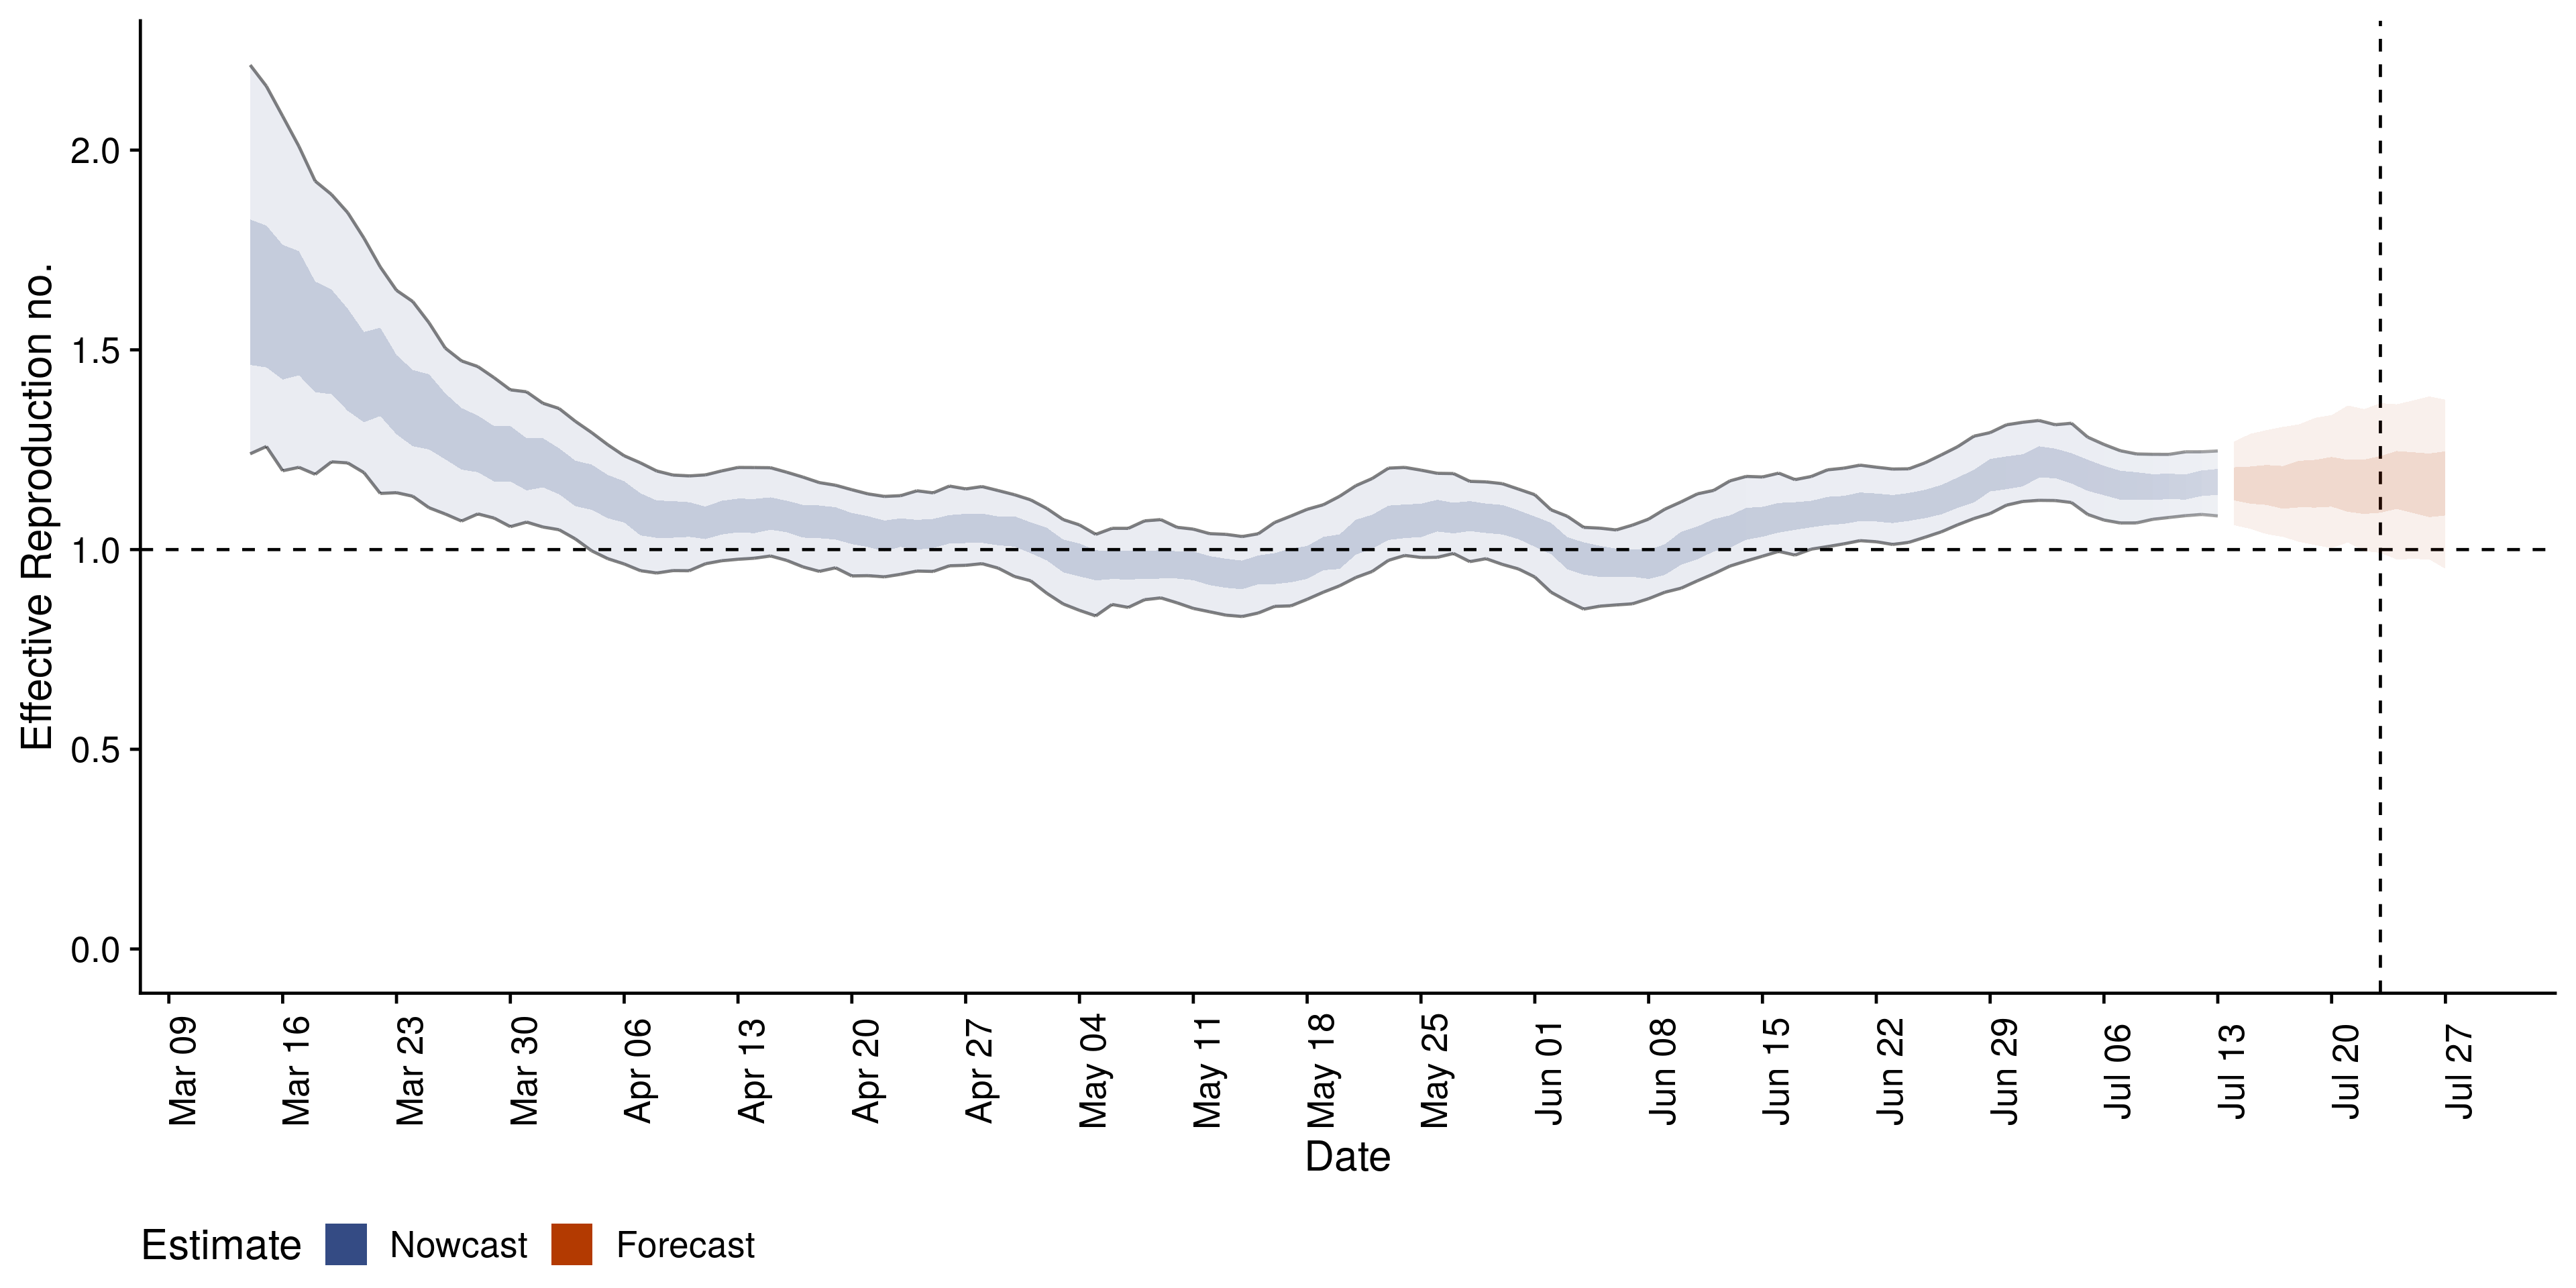 Effective Reproduction no.
2.0
1.5
1.0
0.5
0.0
Mar 09
Mar 16
Mar 23
Mar 30
Apr 06
Apr 13
Apr 20
Apr 27
May 04
May 11
May 18
May 25
Jun 01
Jun 08
Jun 15
Jun 22
Jun 29
Jul 06
Jul 13
Jul 20
Jul 27
Date
Estimate Nowcast Forecast